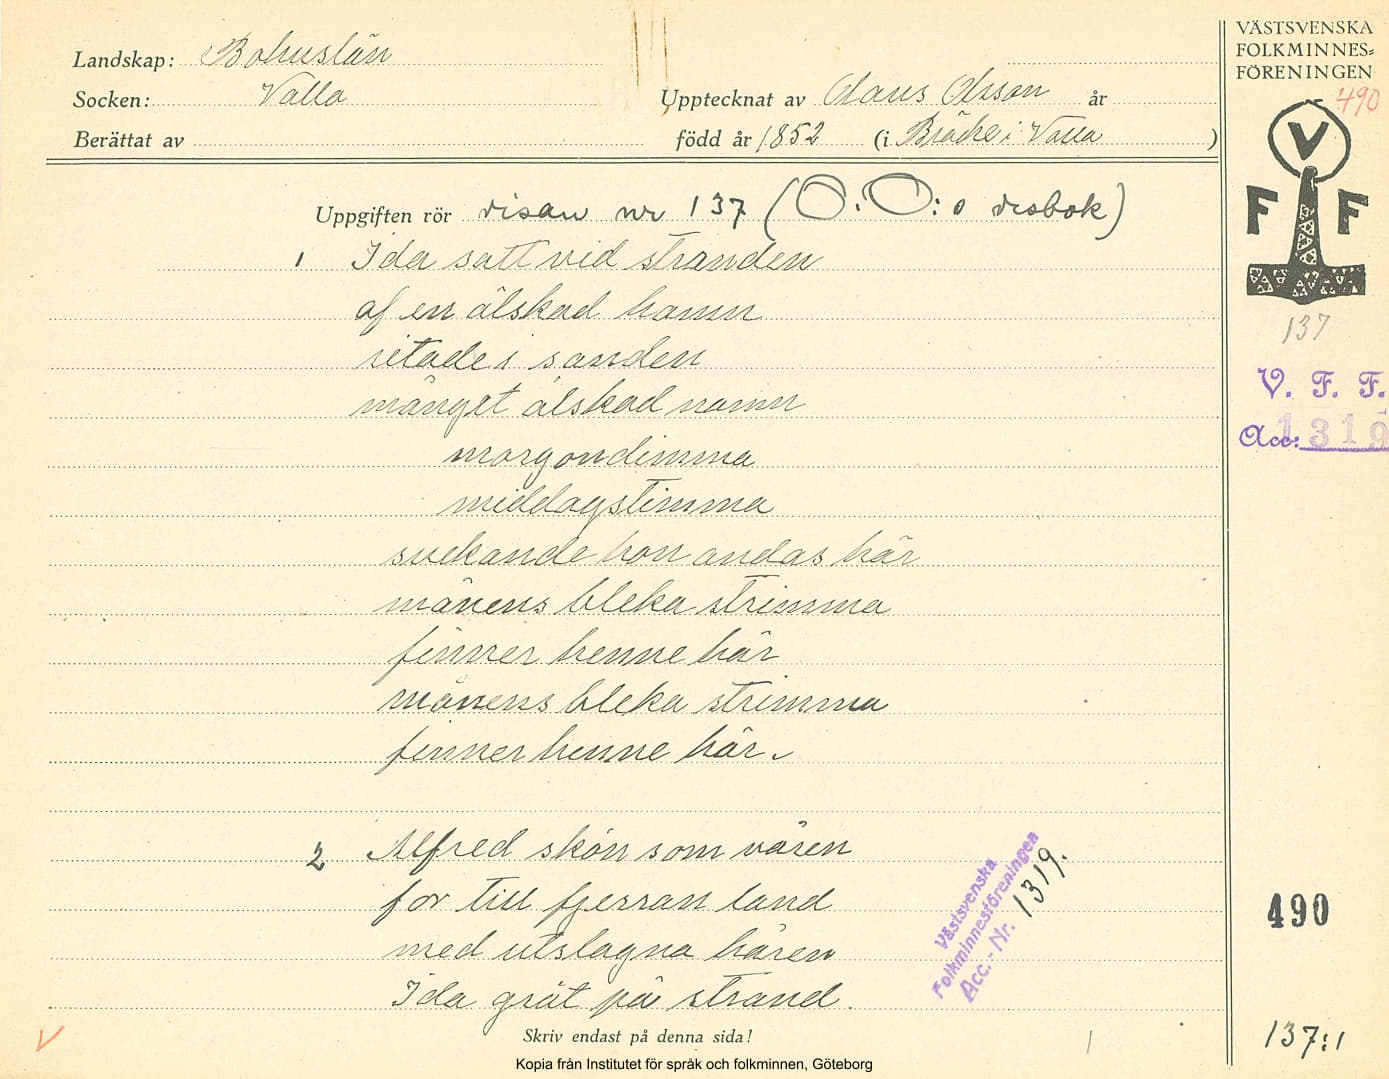 Landskap: Bohuslän
Socken: Valla
Upptecknat av Claus Olsson år
Berättat av
född år 1852 (i Bräcke i Valla)
Uppgiften rör visan nr 137 (O. O:s visbok)
1 Ida satt vid stranden
af en älskad hamn
ritade i sanden
mänget älskad namn
morgondimma
middagstimma
suckande hon andas här
månens bleka strimma
finner henne här
månens bleka strimma
finner henne här.
2 Alfred skön som våren
for till fjerran land
med utslagna håren
Ida gråt på strand.
Skriv endast på denna sida!
Kopia från Institutet för språk och folkminnen, Göteborg
Västsvenska
Folkminnesföreningen
Acc.-Nr. 1319.
VÄSTSVENSKA
FOLKMINNES=
FÖRENINGEN
490
V
F F
137
V. F. F.
Acc: 1319
490
137:1